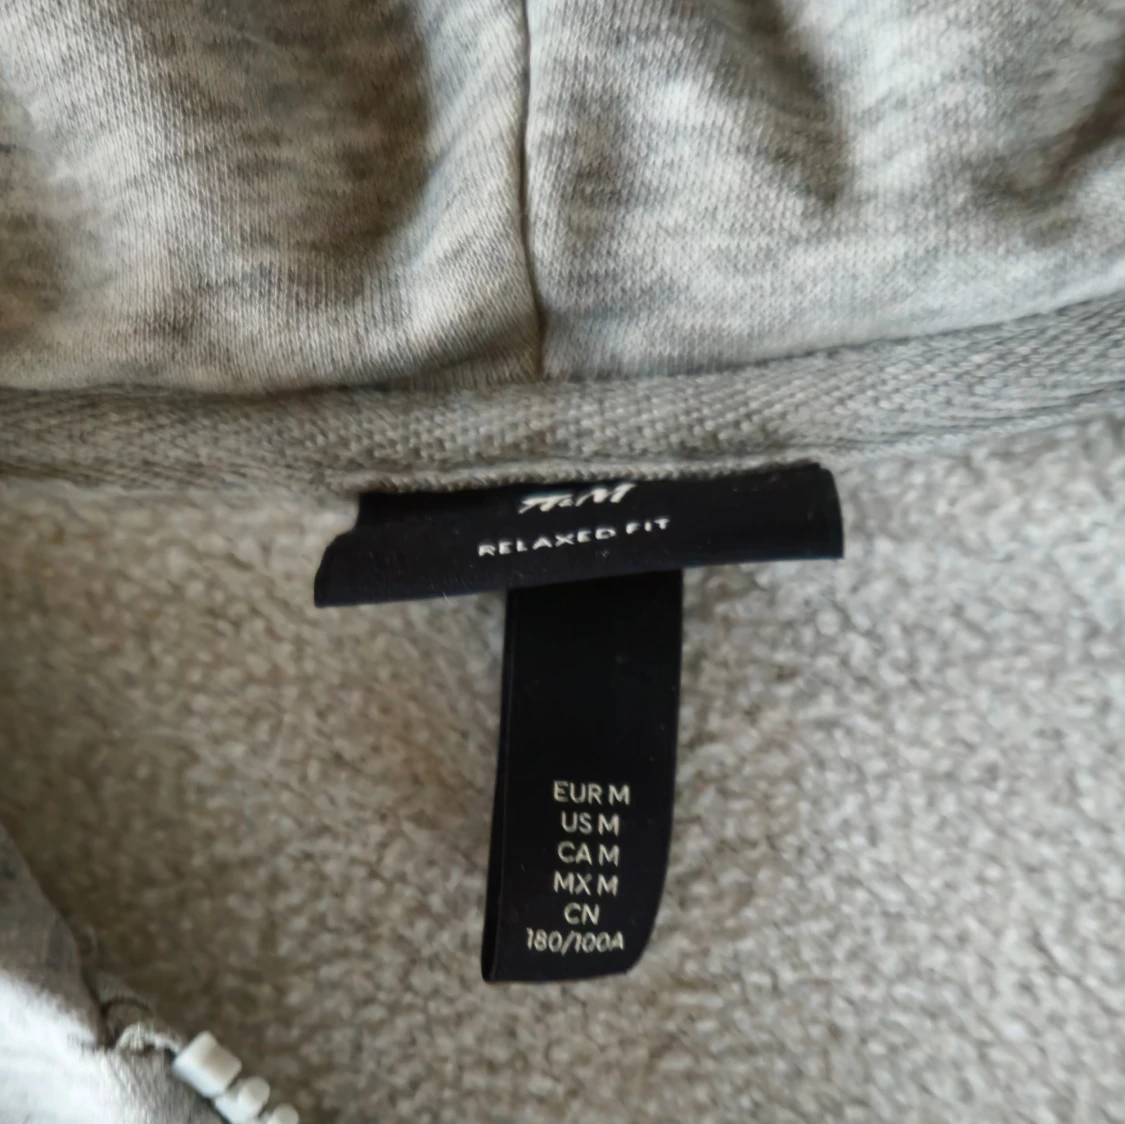 H&M
RELAXED FIT
EUR M
US M
CA M
MX M
CN
180/100A